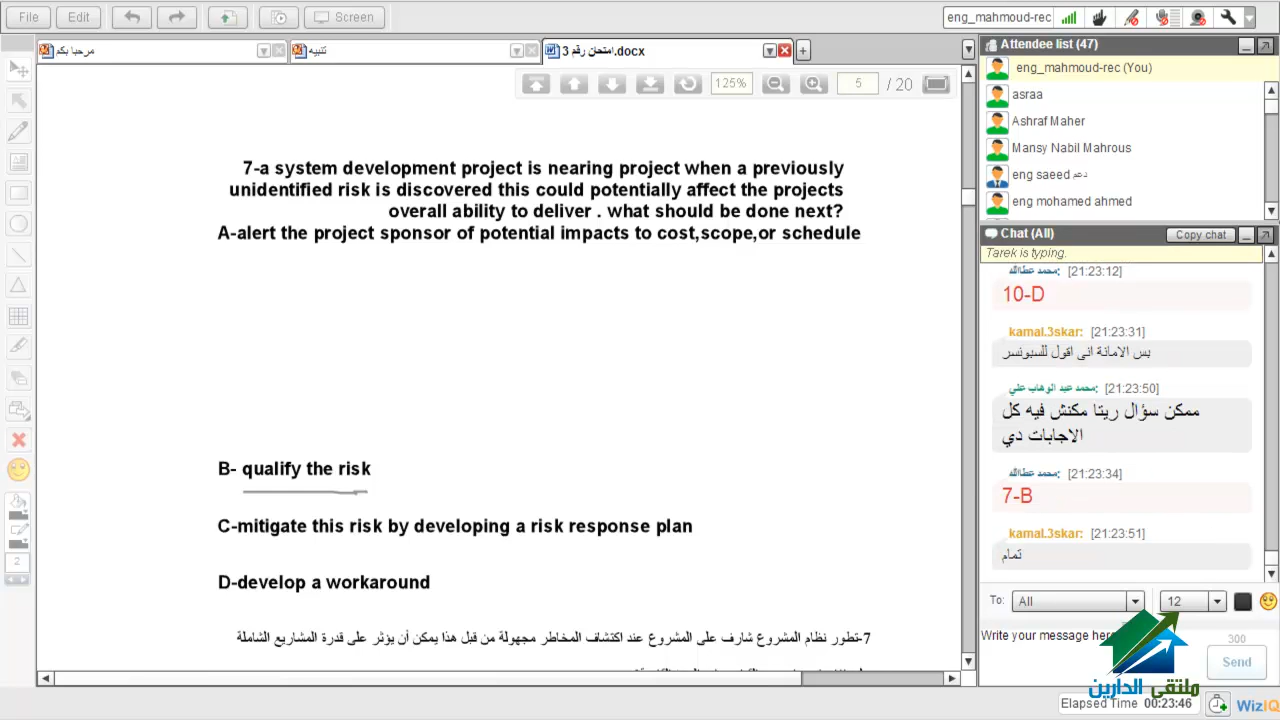 File
Edit
Screen
eng_mahmoud-rec
مرحبا بكم
تنبيه
امتحان رقم 3.docx
125%
5
/ 20
7-a system development project is nearing project when a previously
unidentified risk is discovered this could potentially affect the projects
overall ability to deliver . what should be done next?
A-alert the project sponsor of potential impacts to cost,scope,or schedule
B- qualify the risk
C-mitigate this risk by developing a risk response plan
D-develop a workaround
7-تطور نظام المشروع شارف على المشروع عند اكتشاف المخاطر مجهولة من قبل هذا يمكن أن يؤثر على قدرة المشاريع الشاملة
2
Attendee list (47)
eng_mahmoud-rec (You)
asraa
Ashraf Maher
Mansy Nabil Mahrous
eng saeed دعم
eng mohamed ahmed
Chat (All)
Copy chat
Tarek is typing.
محمد عطاالله: [21:23:12]
10-D
kamal.3skar: [21:23:31]
بس الامانة انى اقول للسبونسر
محمد عبد الوهاب علي: [21:23:50]
ممكن سؤال ريتا مكنش فيه كل
الاجابات دي
محمد عطاالله: [21:23:34]
7-B
kamal.3skar: [21:23:51]
تمام
To:
All
12
Write your message here
300
Send
ملتقى الدارين
Elapsed Time 00:23:46
WizIQ